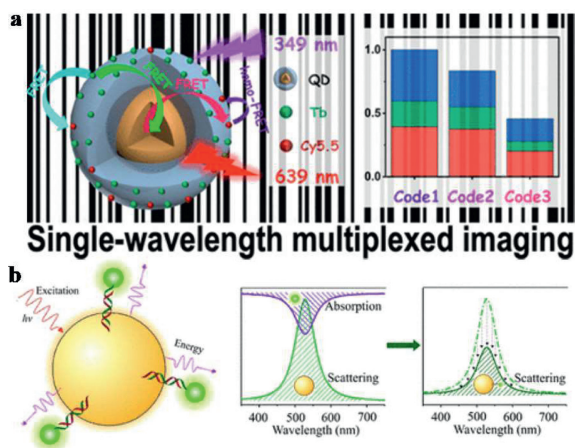 a
349 nm
FRET
FRET
FRET
homo-FRET
QD
Tb
Cy5.5
639 nm
1.0
0.5
0.0
Code1 Code2 Code3
Single-wavelength multiplexed imaging
b
Excitation
hv
Energy
Absorption
Scattering
400 500 600 700
Wavelength (nm)
Scattering
400 500 600 700
Wavelength (nm)